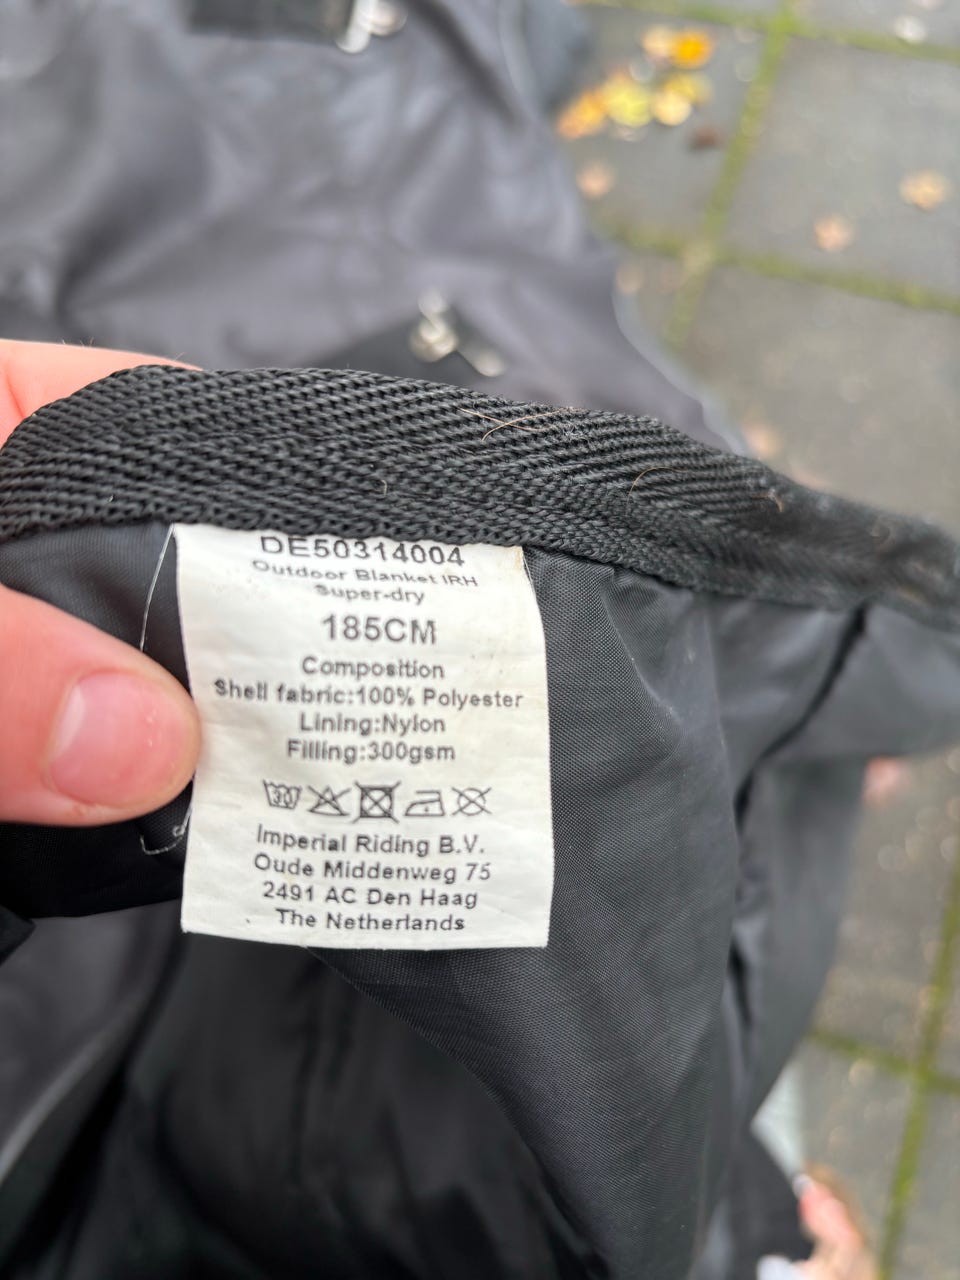 DE50314004
Outdoor Blanket IRH
Super-dry
185CM
Composition
Shell fabric:100% Polyester
Lining:Nylon
Filling:300gsm
30
Imperial Riding B.V.
Oude Middenweg 75
2491 AC Den Haag
The Netherlands